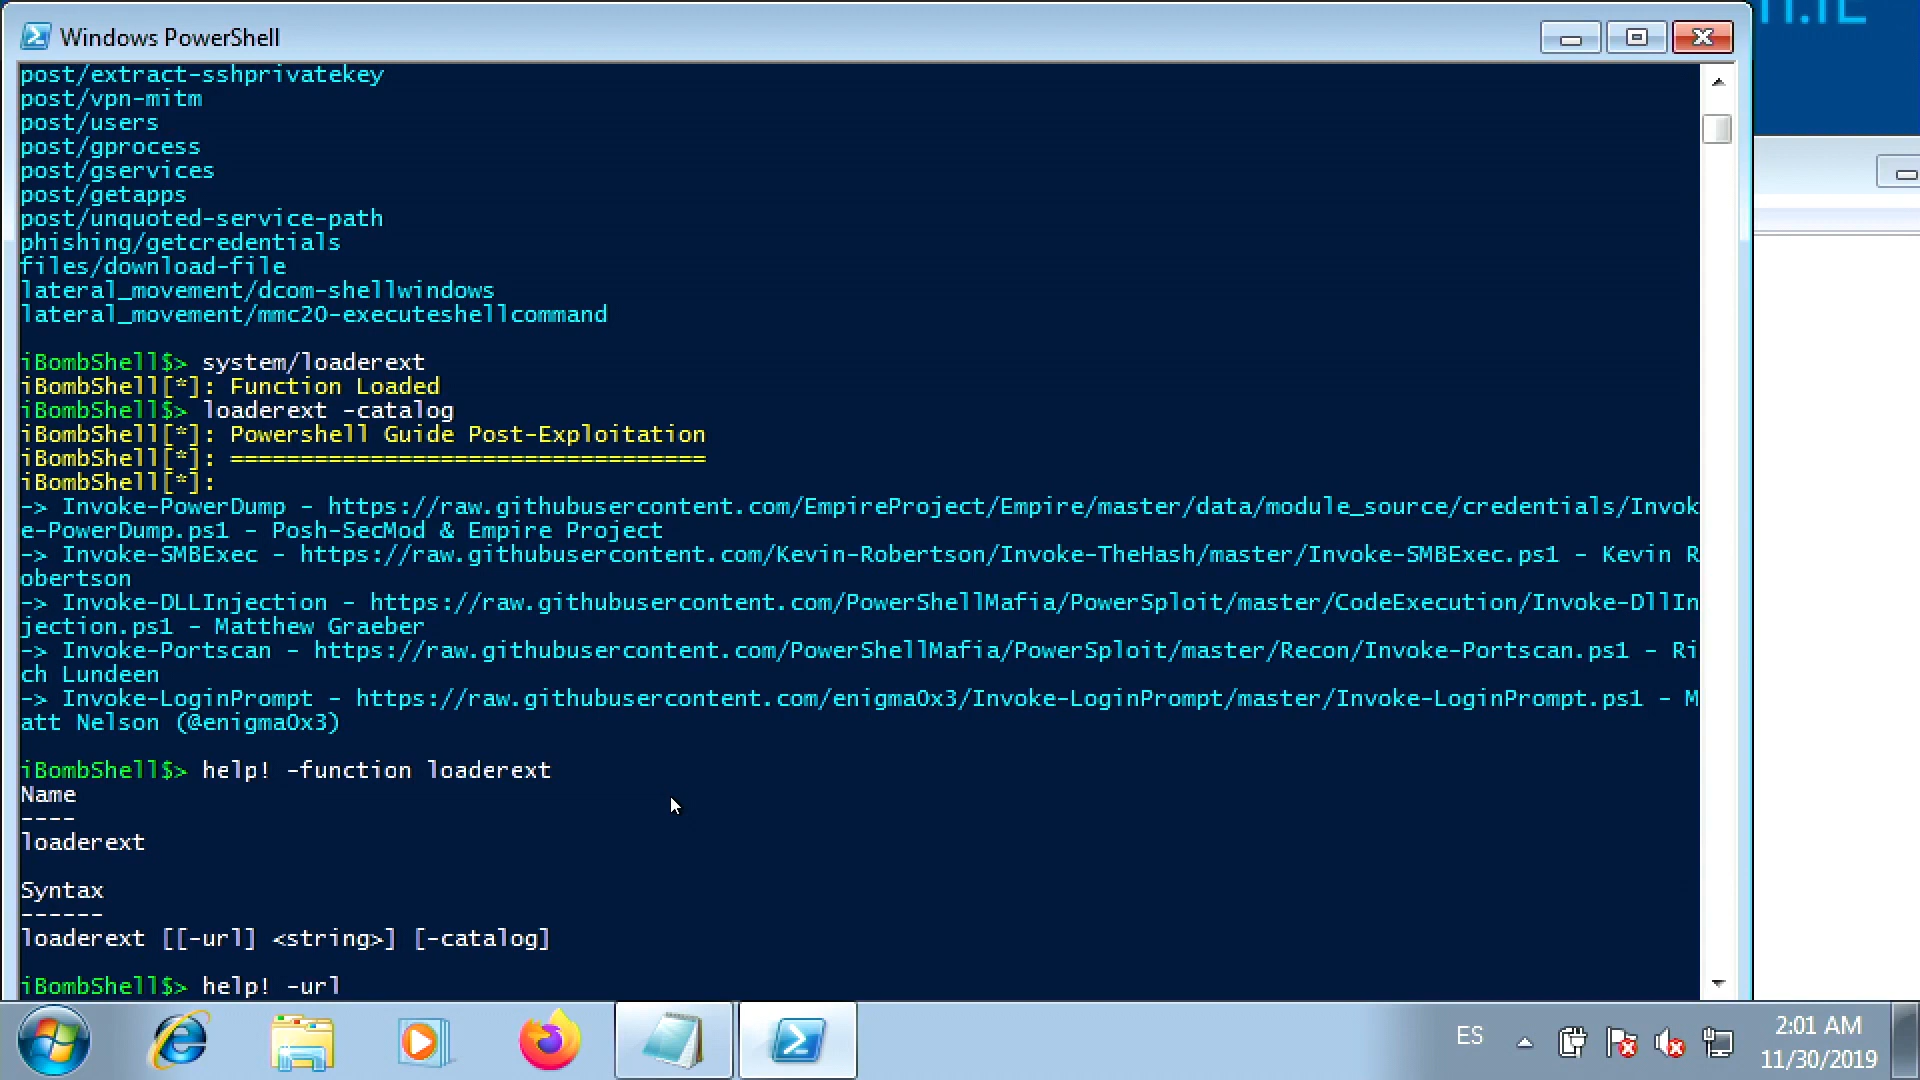 Windows PowerShell
post/extract-sshprivatekey
post/vpn-mitm
post/users
post/gprocess
post/gservices
post/getapps
post/unquoted-service-path
phishing/getcredentials
files/download-file
lateral_movement/dcom-shellwindows
lateral_movement/mmc20-executeshellcommand
iBombShell$> system/loaderext
iBombShell[*]: Function Loaded
iBombShell$> loaderext -catalog
iBombShell[*]: Powershell Guide Post-Exploitation
iBombShell[*]: ==================================
iBombShell[*]:
-> Invoke-PowerDump - https://raw.githubusercontent.com/EmpireProject/Empire/master/data/module_source/credentials/Invok
e-PowerDump.ps1 - Posh-SecMod & Empire Project
-> Invoke-SMBExec - https://raw.githubusercontent.com/Kevin-Robertson/Invoke-TheHash/master/Invoke-SMBExec.ps1 - Kevin R
obertson
-> Invoke-DLLInjection - https://raw.githubusercontent.com/PowerShellMafia/PowerSploit/master/CodeExecution/Invoke-DllIn
jection.ps1 - Matthew Graeber
-> Invoke-Portscan - https://raw.githubusercontent.com/PowerShellMafia/PowerSploit/master/Recon/Invoke-Portscan.ps1 - Ri
ch Lundeen
-> Invoke-LoginPrompt - https://raw.githubusercontent.com/enigma0x3/Invoke-LoginPrompt/master/Invoke-LoginPrompt.ps1 - M
att Nelson (@enigma0x3)
iBombShell$> help! -function loaderext
Name
----
loaderext
Syntax
------
loaderext [[-url] <string>] [-catalog]
iBombShell$> help! -url
ES
2:01 AM
11/30/2019